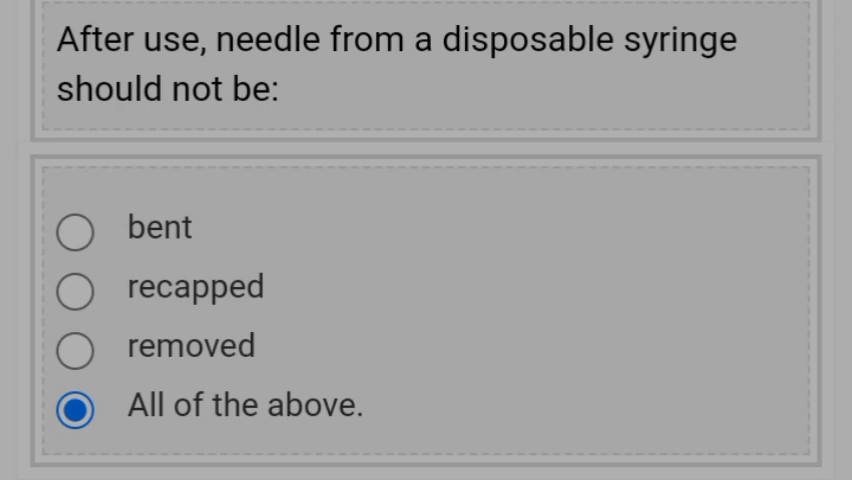 After use, needle from a disposable syringe
should not be:
bent
recapped
removed
All of the above.